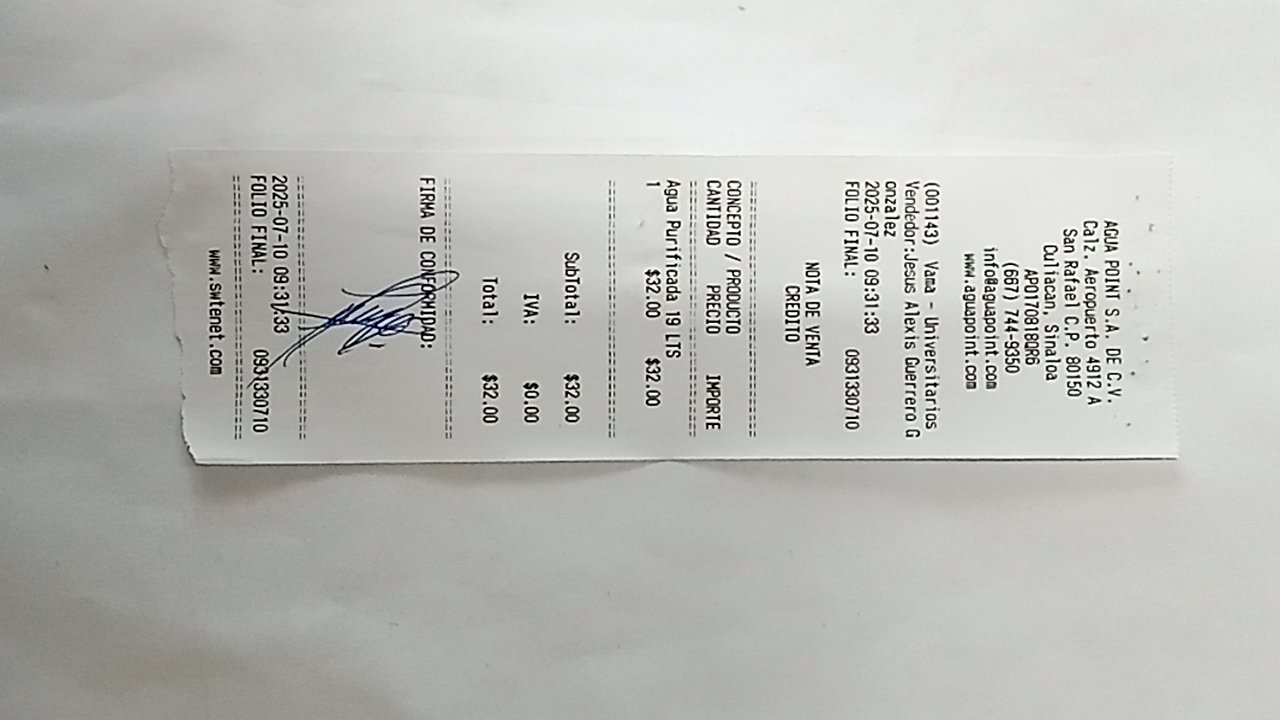 AGUA POINT S.A. DE C.V.
Calz. Aeropuerto 4912 A
San Rafael C.P. 80150
Culiacan, Sinaloa
APO170818QR6
(667) 744-9350
info@aguapoint.com
www.aguapoint.com
(001143) Vama - Universitarios
Vendedor:Jesus Alexis Guerrero G
onzalez
2025-07-10 09:31:33
FOLIO FINAL: 0931330710
NOTA DE VENTA
CREDITO
================================
CONCEPTO / PRODUCTO
CANTIDAD PRECIO IMPORTE
================================
Agua Purificada 19 LTS
1 $32.00 $32.00
================================
SubTotal: $32.00
IVA: $0.00
Total: $32.00
================================
FIRMA DE CONFORMIDAD:
================================
2025-07-10 09:31:33
FOLIO FINAL: 0931330710
================================
www.swtenet.com